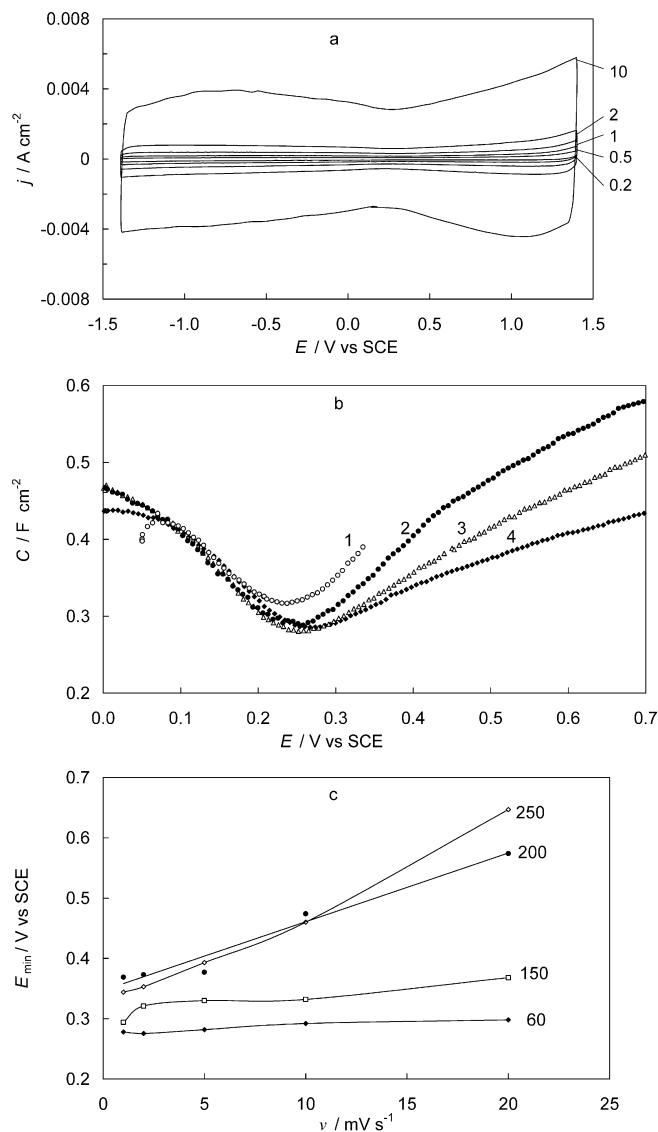 a
0.008
0.004
0
-0.004
-0.008
j / A cm-2
10
2
1
0.5
0.2
-1.5 -1.0 -0.5 0.0 0.5 1.0 1.5
E / V vs SCE
b
0.6
0.5
0.4
0.3
0.2
C / F cm-2
1 2 3 4
0.0 0.1 0.2 0.3 0.4 0.5 0.6 0.7
E / V vs SCE
c
0.7
0.6
0.5
0.4
0.3
0.2
Emin / V vs SCE
250
200
150
60
0 5 10 15 20 25
v / mV s-1